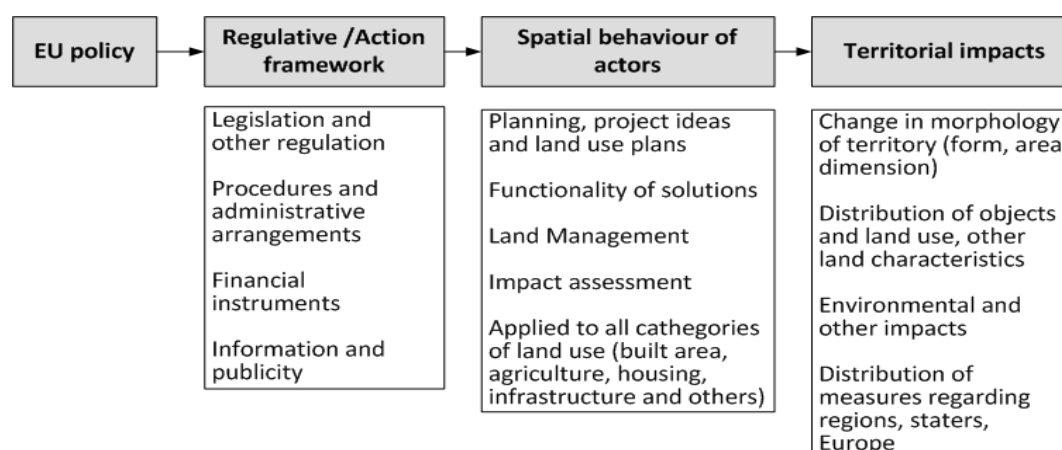 EU policy
Regulative /Action
framework
Spatial behaviour of
actors
Territorial impacts
Legislation and
other regulation
Procedures and
administrative
arrangements
Financial
instruments
Information and
publicity
Planning, project ideas
and land use plans
Functionality of solutions
Land Management
Impact assessment
Applied to all cathegories
of land use (built area,
agriculture, housing,
infrastructure and others)
Change in morphology
of territory (form, area,
dimension)
Distribution of objects
and land use, other
land characteristics
Environmental and
other impacts
Distribution of
measures regarding
regions, staters,
Europe